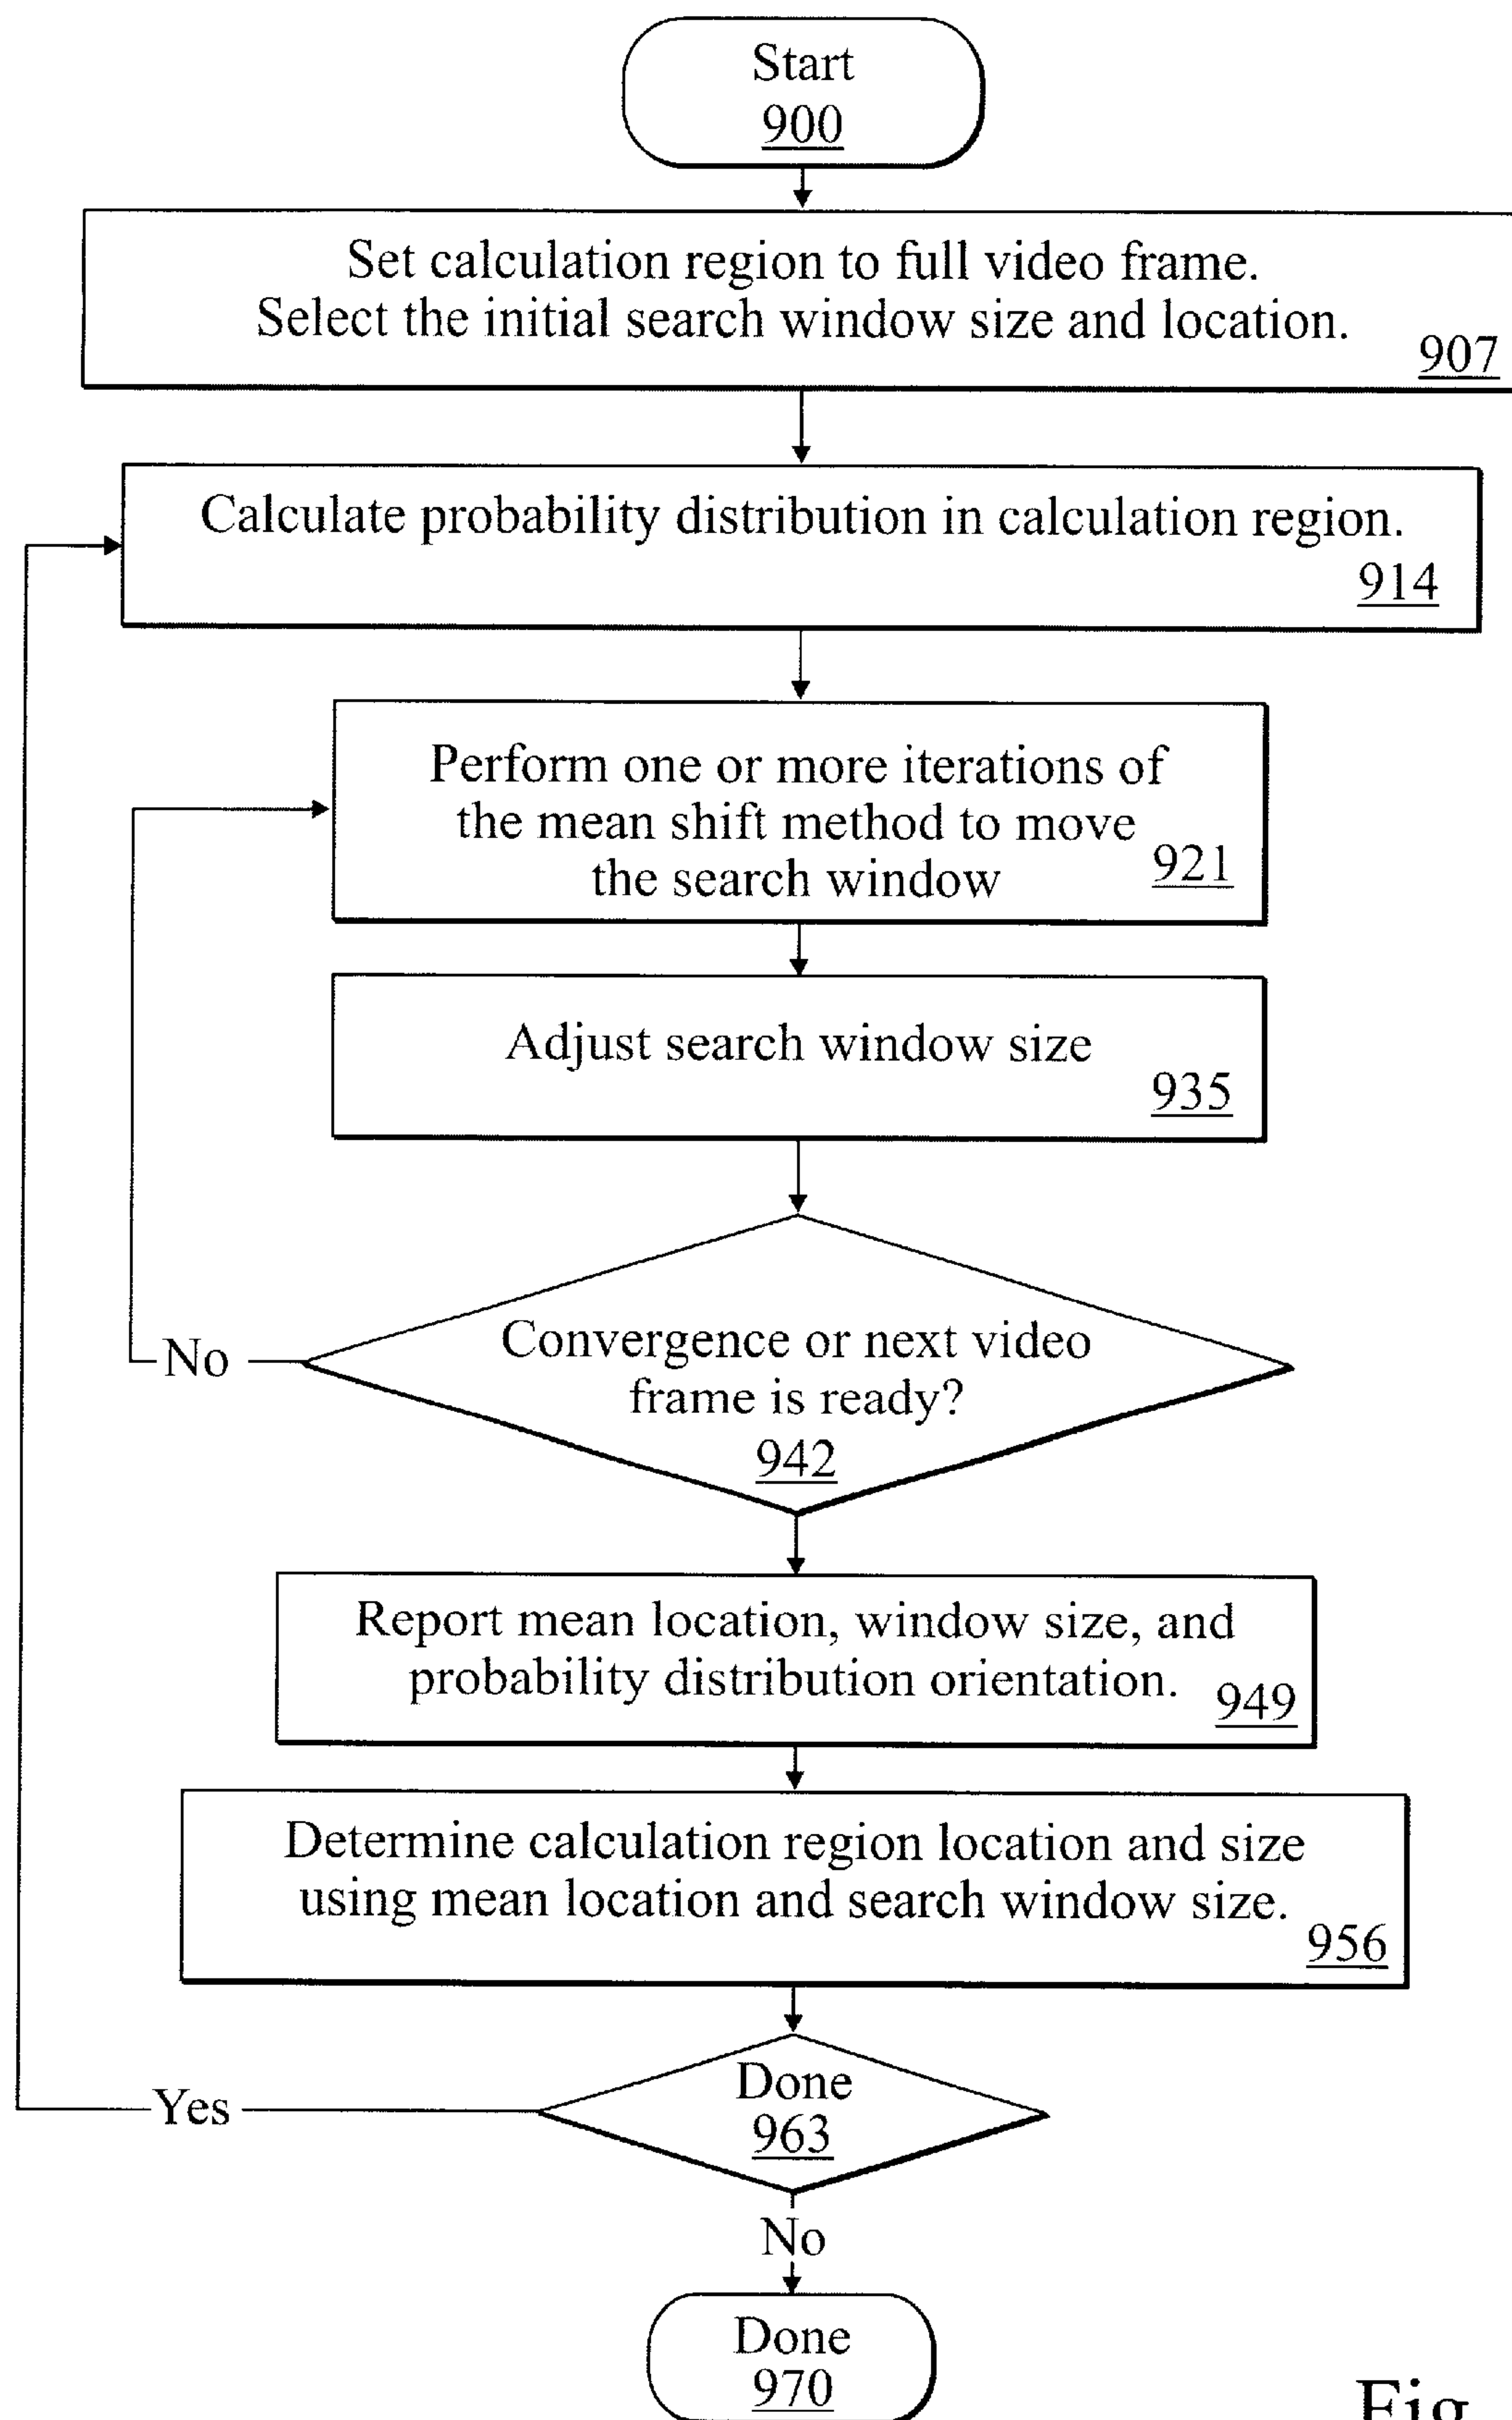 Start
900
Set calculation region to full video frame.
Select the initial search window size and location.
907
Calculate probability distribution in calculation region.
914
Perform one or more iterations of
the mean shift method to move
the search window
921
Adjust search window size
935
No
Convergence or next video
frame is ready?
942
Report mean location, window size, and
probability distribution orientation.
949
Determine calculation region location and size
using mean location and search window size.
956
Yes
Done
963
No
Done
970
Fig